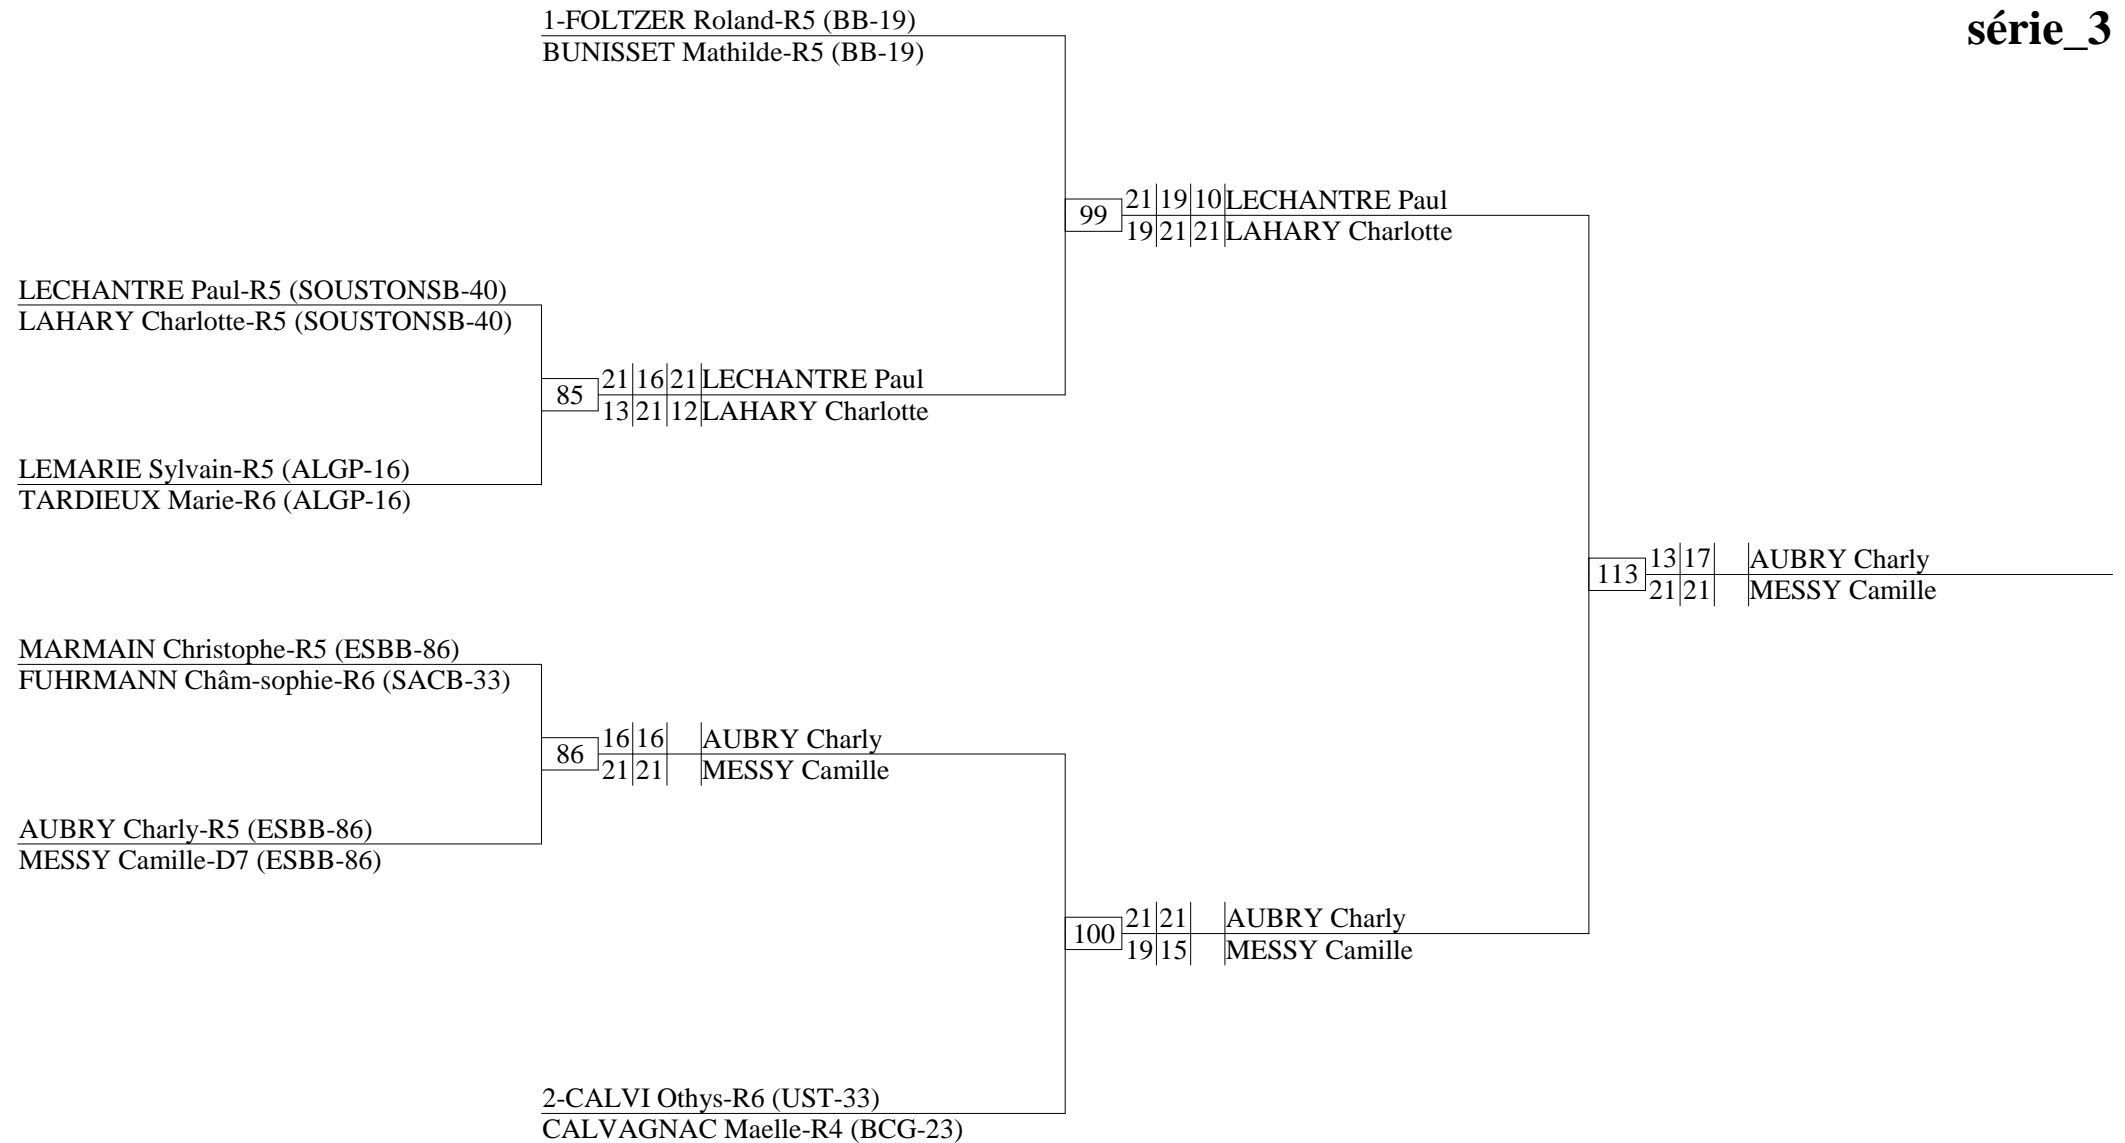 1-FOLTZER Roland-R5 (BB-19)
série_3
BUNISSET Mathilde-R5 (BB-19)
99 21 19 10 LECHANTRE Paul
19 21 21 LAHARY Charlotte
LECHANTRE Paul-R5 (SOUSTONSB-40)
LAHARY Charlotte-R5 (SOUSTONSB-40)
85 21 16 21 LECHANTRE Paul
13 21 12 LAHARY Charlotte
LEMARIE Sylvain-R5 (ALGP-16)
TARDIEUX Marie-R6 (ALGP-16)
113 13 17 AUBRY Charly
21 21 MESSY Camille
MARMAIN Christophe-R5 (ESBB-86)
FUHRMANN Châm-sophie-R6 (SACB-33)
86 16 16 AUBRY Charly
21 21 MESSY Camille
AUBRY Charly-R5 (ESBB-86)
MESSY Camille-D7 (ESBB-86)
100 21 21 AUBRY Charly
19 15 MESSY Camille
2-CALVI Othys-R6 (UST-33)
CALVAGNAC Maelle-R4 (BCG-23)